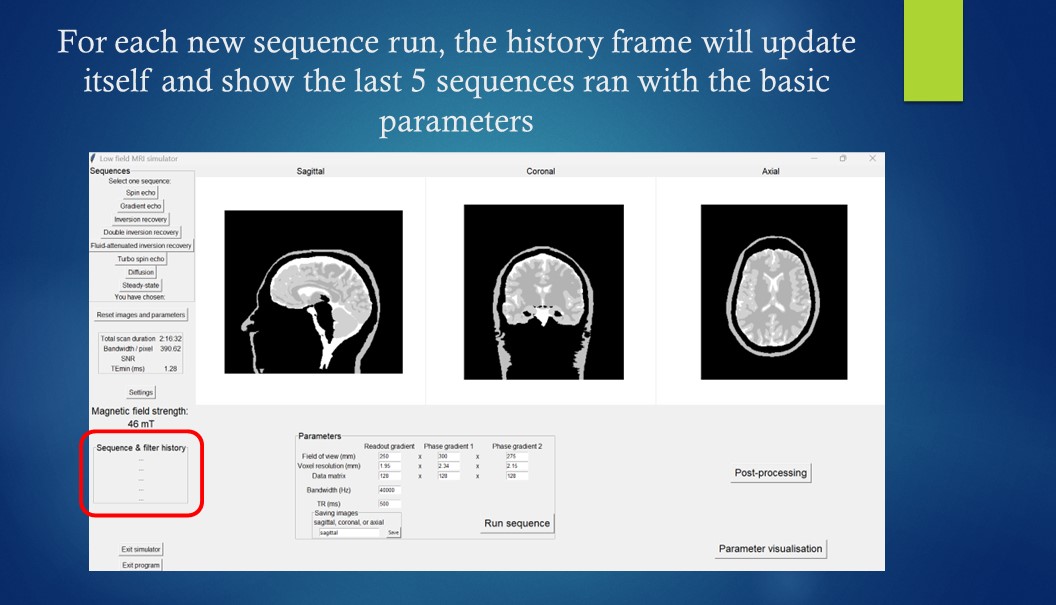 For each new sequence run, the history frame will update
itself and show the last 5 sequences ran with the basic
parameters
Low field MRI simulator
Sequences
Select one sequence:
Spin echo
Gradient echo
Inversion recovery
Double inversion recovery
Fluid-attenuated inversion recovery
Turbo spin echo
Diffusion
Steady-state
You have chosen:
Reset images and parameters
Total scan duration 2:16:32
Bandwidth / pixel 390.62
SNR
TEmin (ms) 1.28
Settings
Magnetic field strength:
46 mT
Sequence & filter history
...
...
...
...
...
Exit simulator
Exit program
Sagittal
Coronal
Axial
Parameters
Readout gradient Phase gradient 1 Phase gradient 2
Field of view (mm) 250 x 300 x 275
Voxel resolution (mm) 1.95 x 2.34 x 2.15
Data matrix 128 x 128 x 128
Bandwidth (Hz) 40000
TR (ms) 500
Saving images
sagittal, coronal, or axial
sagittal Save
Run sequence
Post-processing
Parameter visualisation